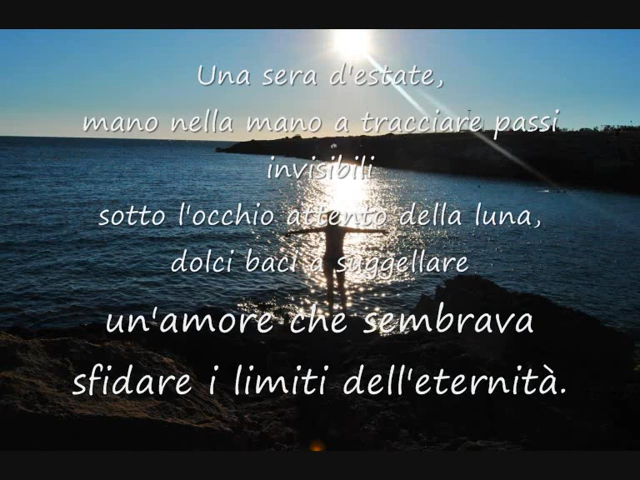 Una sera d'estate,
mano nella mano a tracciare passi
invisibili
sotto l'occhio attento della luna,
dolci baci a suggellare
un'amore che sembrava
sfidare i limiti dell'eternità.